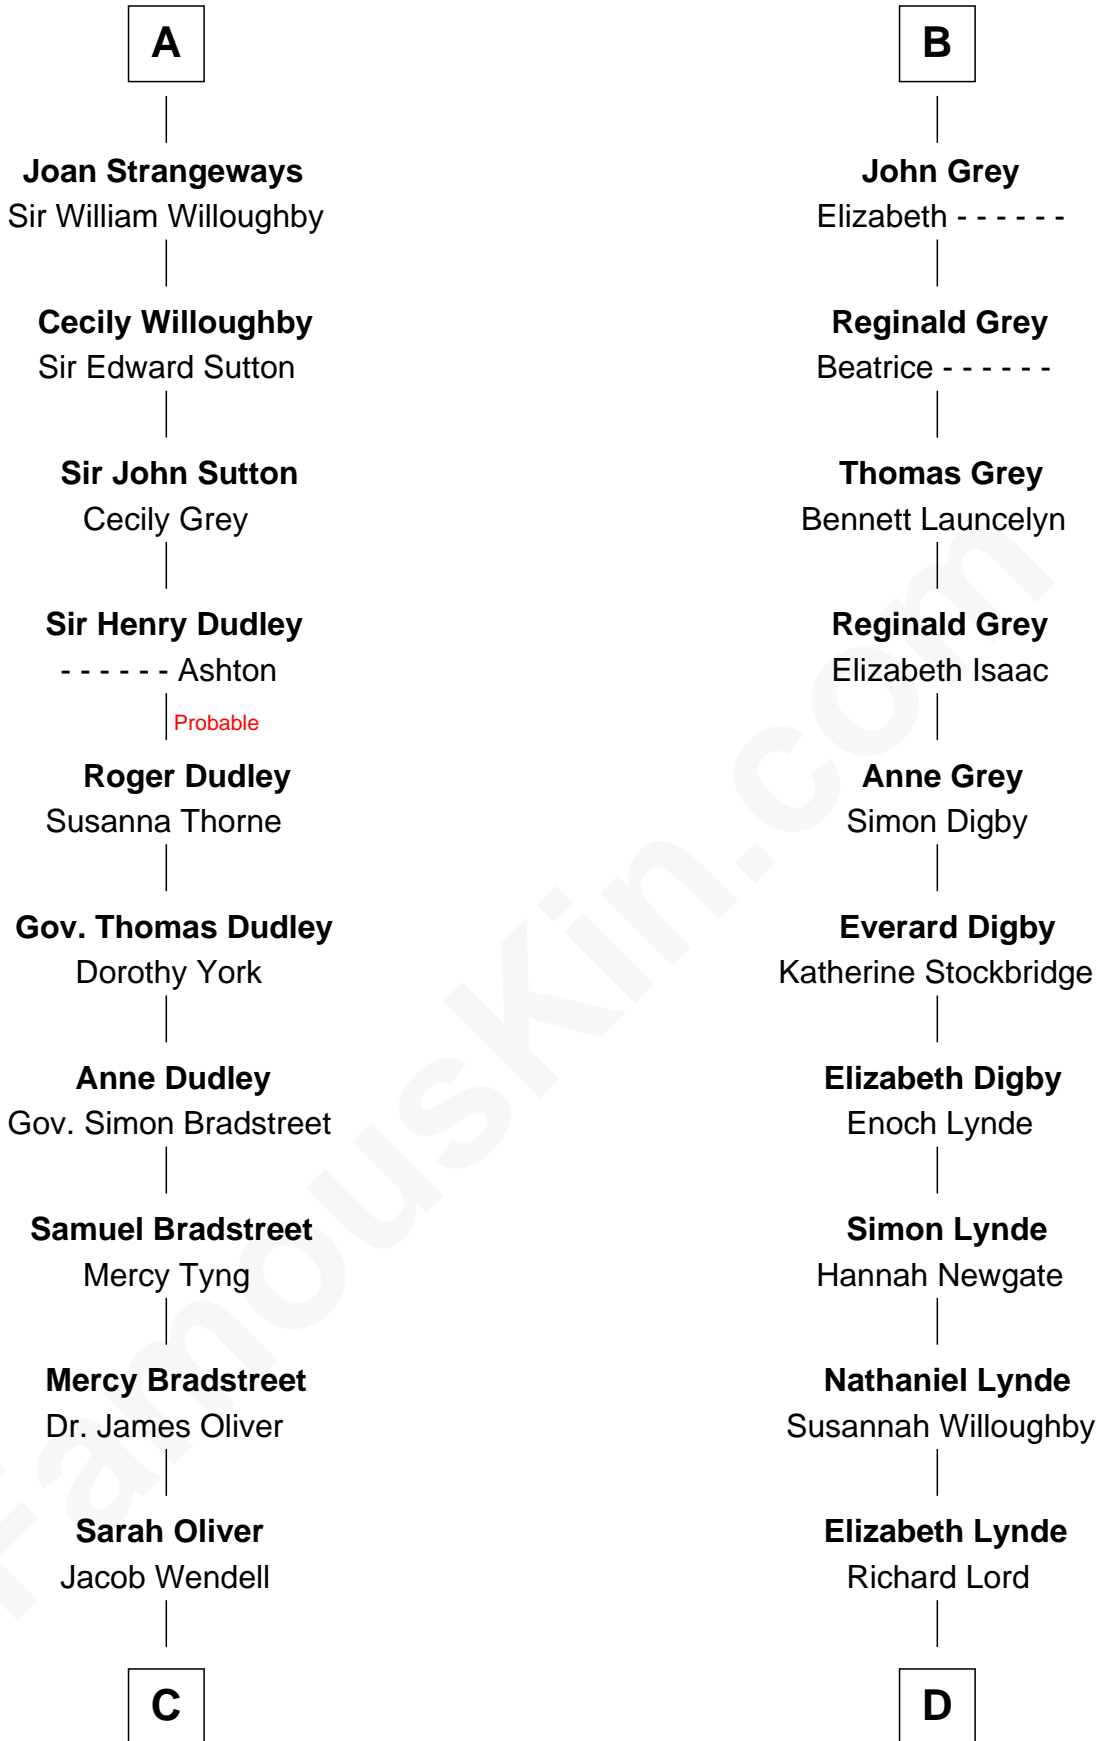 A
Joan Strangeways
Sir William Willoughby
Cecily Willoughby
Sir Edward Sutton
Sir John Sutton
Cecily Grey
Sir Henry Dudley
- - - - - - Ashton
Probable
Roger Dudley
Susanna Thorne
Gov. Thomas Dudley
Dorothy York
Anne Dudley
Gov. Simon Bradstreet
Samuel Bradstreet
Mercy Tyng
Mercy Bradstreet
Dr. James Oliver
Sarah Oliver
Jacob Wendell
C
B
John Grey
Elizabeth - - - - - -
Reginald Grey
Beatrice - - - - - -
Thomas Grey
Bennett Launcelyn
Reginald Grey
Elizabeth Isaac
Anne Grey
Simon Digby
Everard Digby
Katherine Stockbridge
Elizabeth Digby
Enoch Lynde
Simon Lynde
Hannah Newgate
Nathaniel Lynde
Susannah Willoughby
Elizabeth Lynde
Richard Lord
D
FamousKin.com